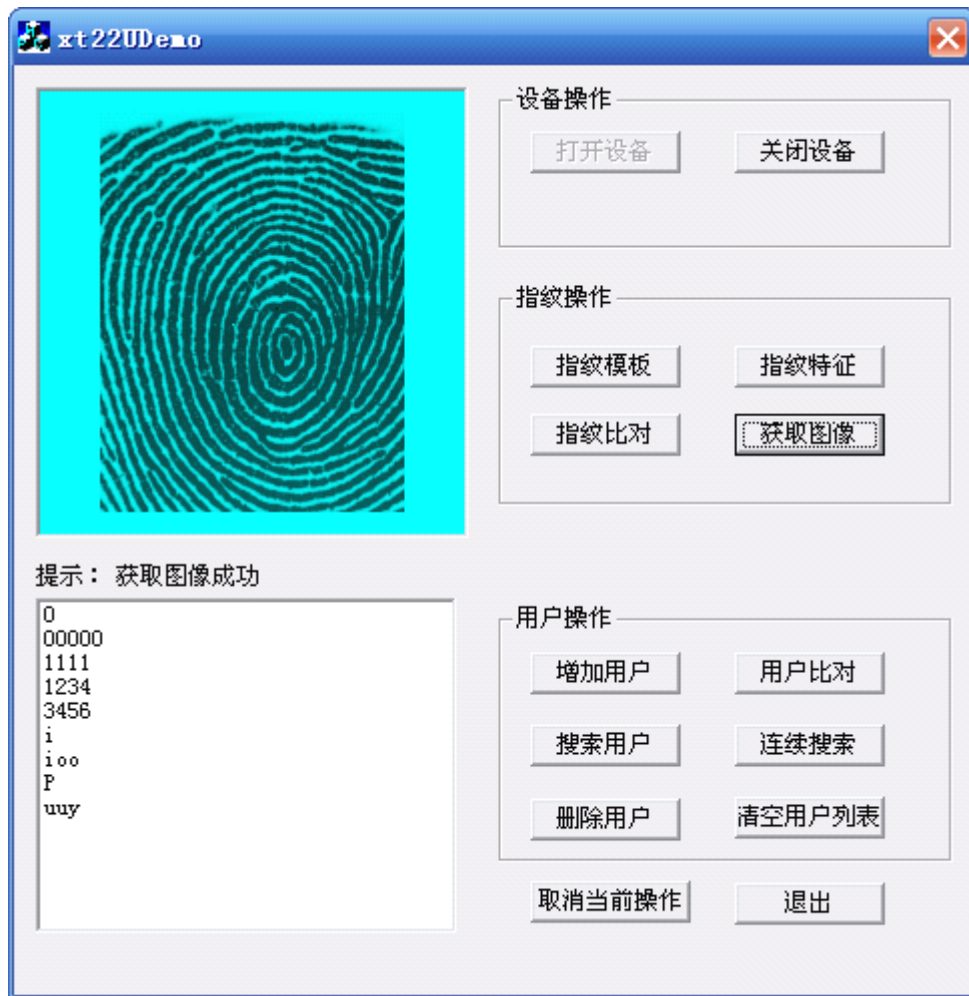 xt22UDemo
设备操作
打开设备 关闭设备
指纹操作
指纹模板 指纹特征
指纹比对 获取图像
提示： 获取图像成功
0
00000
1111
1234
3456
i
ioo
P
uuy
用户操作
增加用户 用户比对
搜索用户 连续搜索
删除用户 清空用户列表
取消当前操作 退出